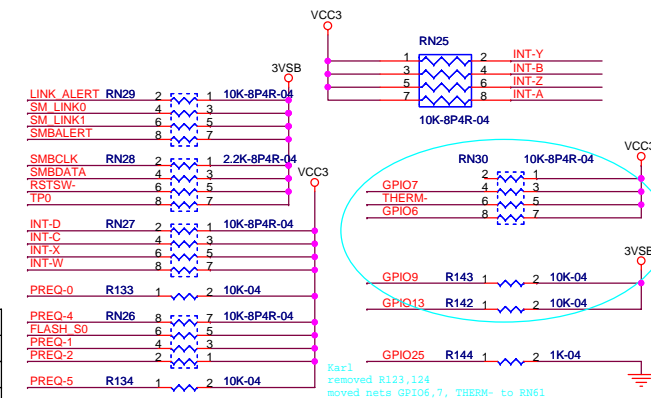 VCC3
RN25
1 2 INT-Y
3 4 INT-B
5 6 INT-Z
7 8 INT-A
10K-8P4R-04
3VSB
LINK_ALERT RN29 2 1 10K-8P4R-04
SM_LINK0 4 3
SM_LINK1 6 5
SMBALERT 8 7
SMBCLK RN28 2 1 2.2K-8P4R-04
SMBDATA 4 3
RSTSW- 6 5
TP0 8 7
VCC3
INT-D RN27 2 1 10K-8P4R-04
INT-C 4 3
INT-X 6 5
INT-W 8 7
PREQ-0 R133 1 2 10K-04
PREQ-4 RN26 8 7 10K-8P4R-04
FLASH_S0 6 5
PREQ-1 4 3
PREQ-2 2 1
PREQ-5 R134 1 2 10K-04
VCC3
RN30 10K-8P4R-04
2 1
GPIO7 4 3
THERM- 6 5
GPIO6 8 7
3VSB
GPIO9 R143 1 2 10K-04
GPIO13 R142 1 2 10K-04
GPIO25 R144 1 2 1K-04
Karl
removed R123,124
moved nets GPIO6,7, THERM- to RN61